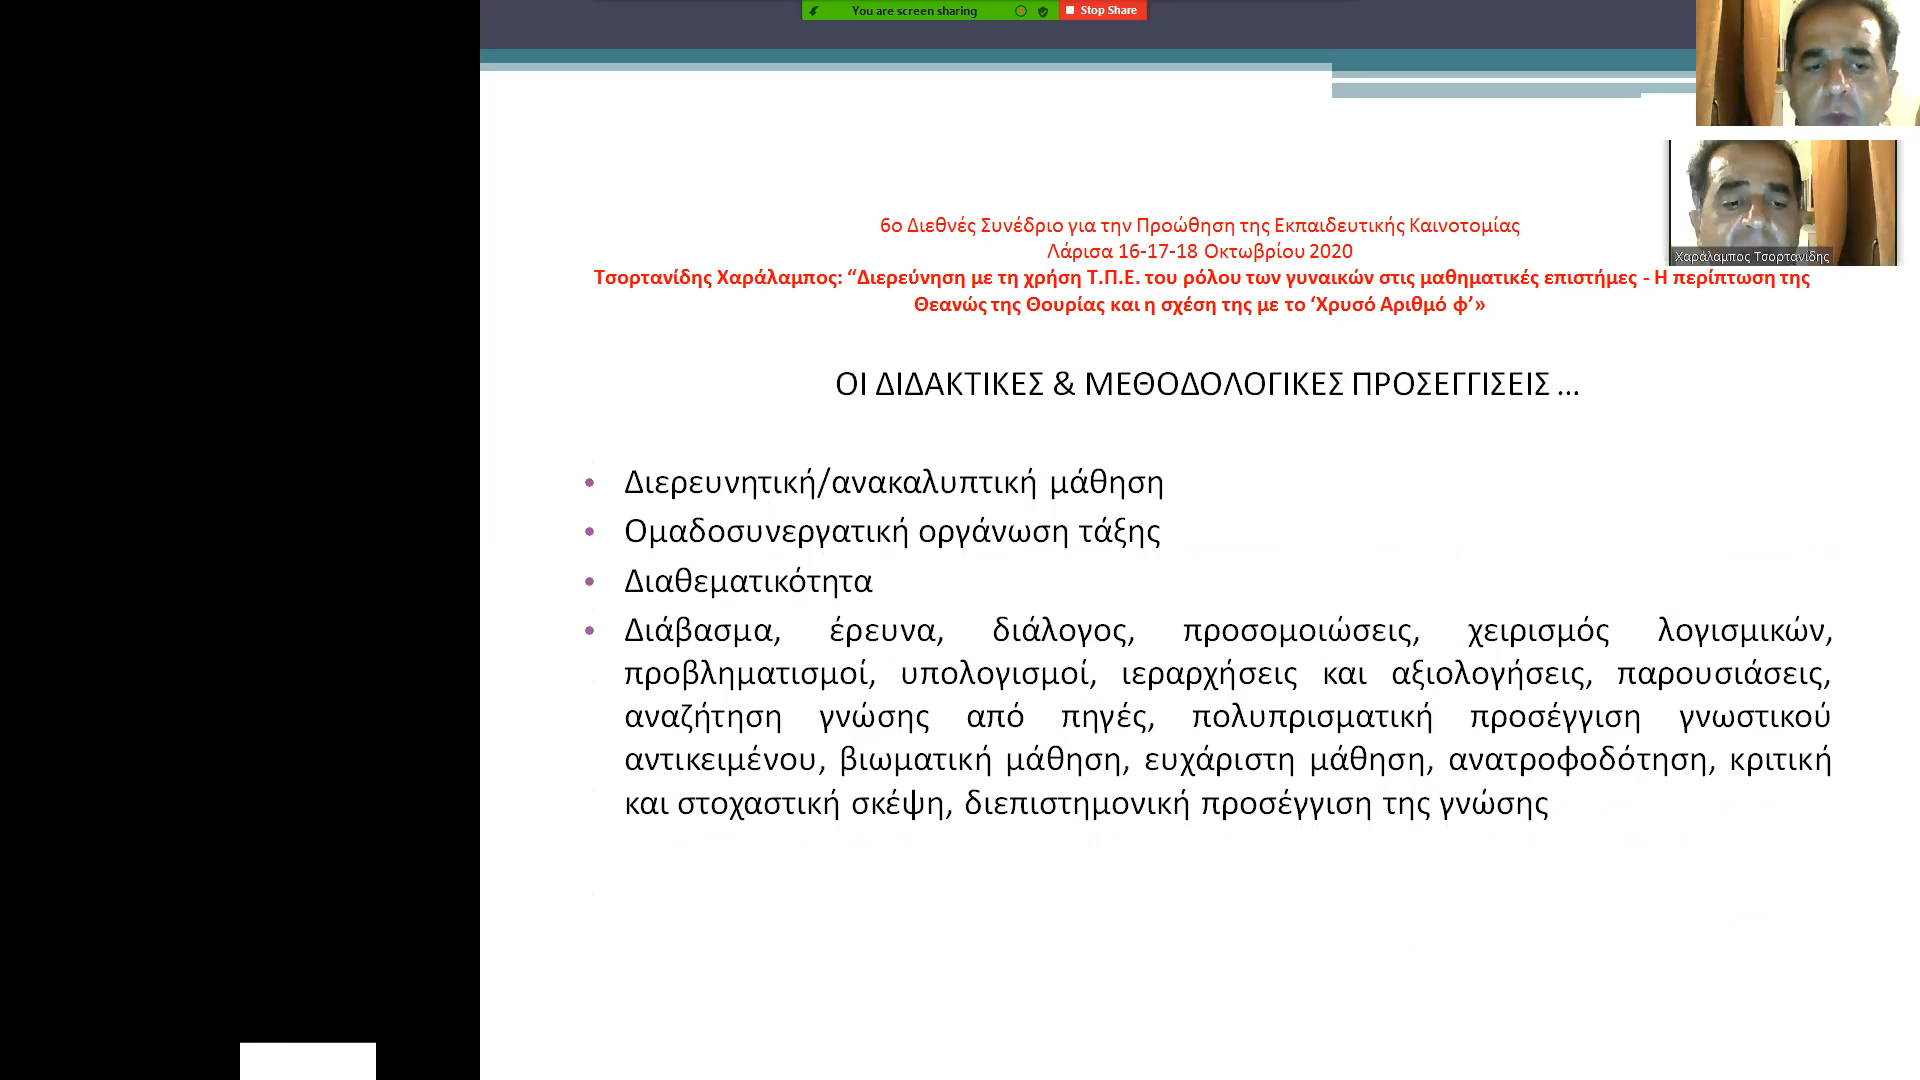 You are screen sharing
Stop Share
6ο Διεθνές Συνέδριο για την Προώθηση της Εκπαιδευτικής Καινοτομίας
Λάρισα 16-17-18 Οκτωβρίου 2020
Τσορτανίδης Χαράλαμπος: “Διερεύνηση με τη χρήση Τ.Π.Ε. του ρόλου των γυναικών στις μαθηματικές επιστήμες - Η περίπτωση της
Θεανώς της Θουρίας και η σχέση της με το ‘Χρυσό Αριθμό φ’»
Χαράλαμπος Τσορτανίδης
ΟΙ ΔΙΔΑΚΤΙΚΕΣ & ΜΕΘΟΔΟΛΟΓΙΚΕΣ ΠΡΟΣΕΓΓΙΣΕΙΣ ...
• Διερευνητική/ανακαλυπτική μάθηση
• Ομαδοσυνεργατική οργάνωση τάξης
• Διαθεματικότητα
• Διάβασμα, έρευνα, διάλογος, προσομοιώσεις, χειρισμός λογισμικών,
προβληματισμοί, υπολογισμοί, ιεραρχήσεις και αξιολογήσεις, παρουσιάσεις,
αναζήτηση γνώσης από πηγές, πολυπρισματική προσέγγιση γνωστικού
αντικειμένου, βιωματική μάθηση, ευχάριστη μάθηση, ανατροφοδότηση, κριτική
και στοχαστική σκέψη, διεπιστημονική προσέγγιση της γνώσης